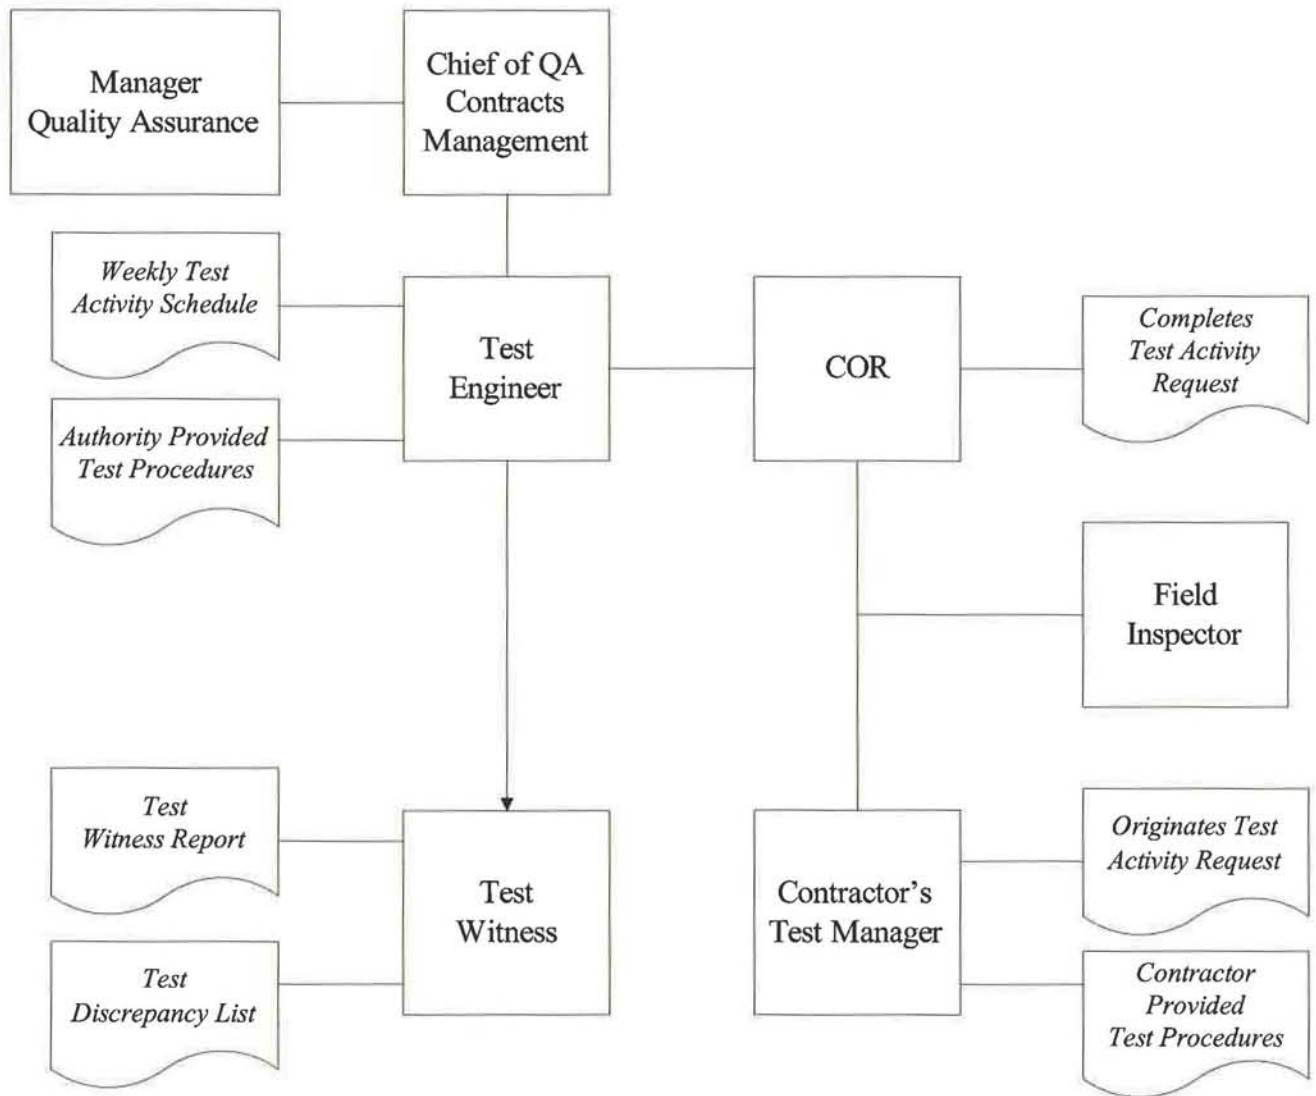 Manager
Quality Assurance
Chief of QA
Contracts
Management
Weekly Test
Activity Schedule
Authority Provided
Test Procedures
Test
Engineer
COR
Completes
Test Activity
Request
Field
Inspector
Test
Witness Report
Test
Discrepancy List
Test
Witness
Contractor’s
Test Manager
Originates Test
Activity Request
Contractor
Provided
Test Procedures